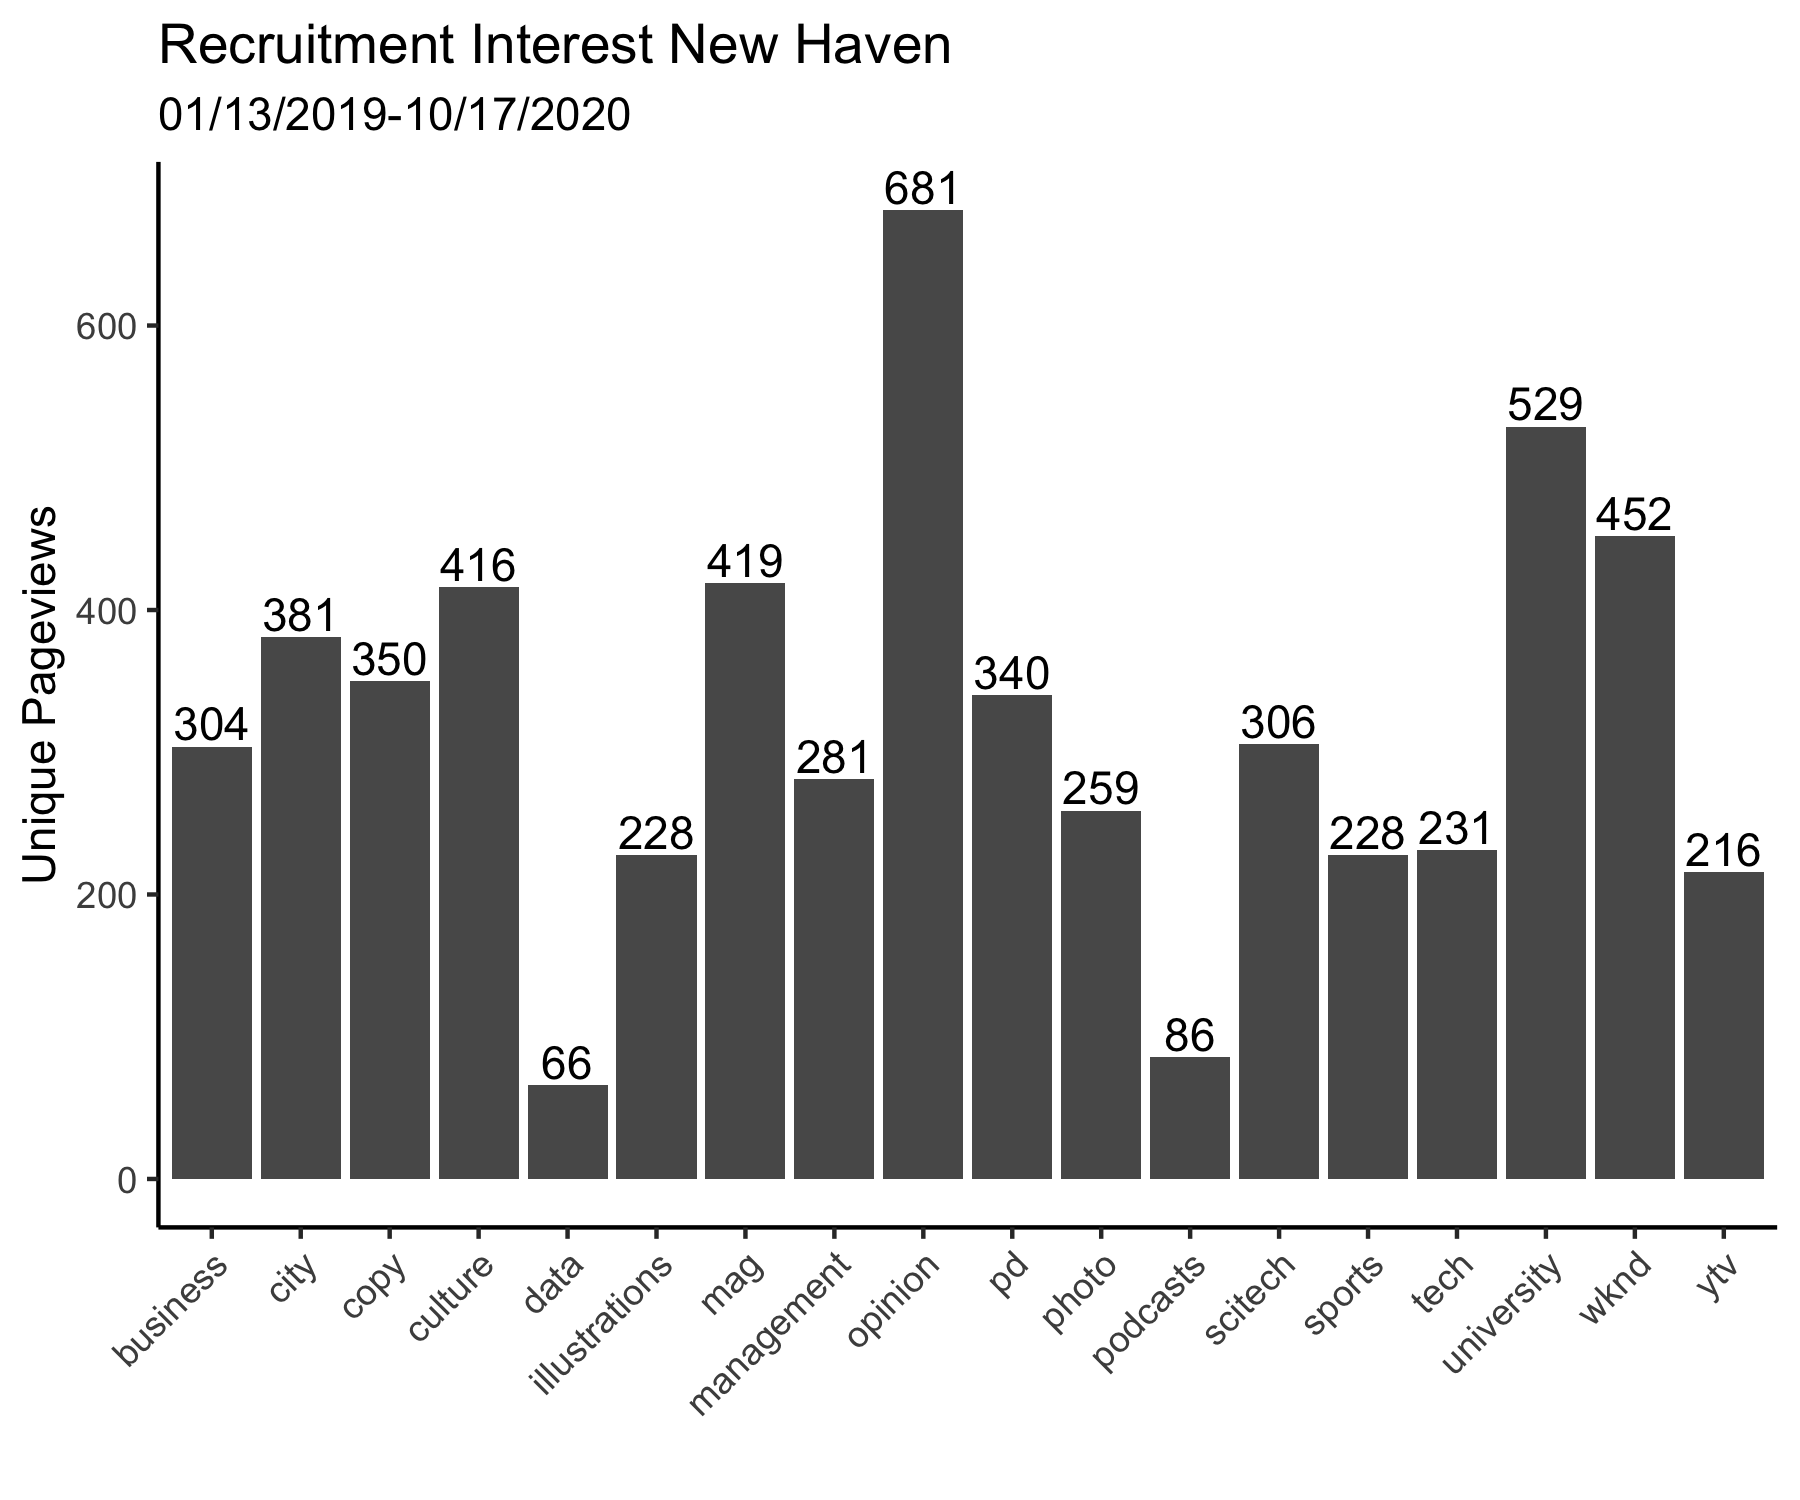 Recruitment Interest New Haven
01/13/2019-10/17/2020
Unique Pageviews
600
400
200
0
304
381
350
416
66
228
419
281
681
340
259
86
306
228
231
529
452
216
business
city
copy
culture
data
illustrations
mag
management
opinion
pd
photo
podcasts
scitech
sports
tech
university
wknd
ytv